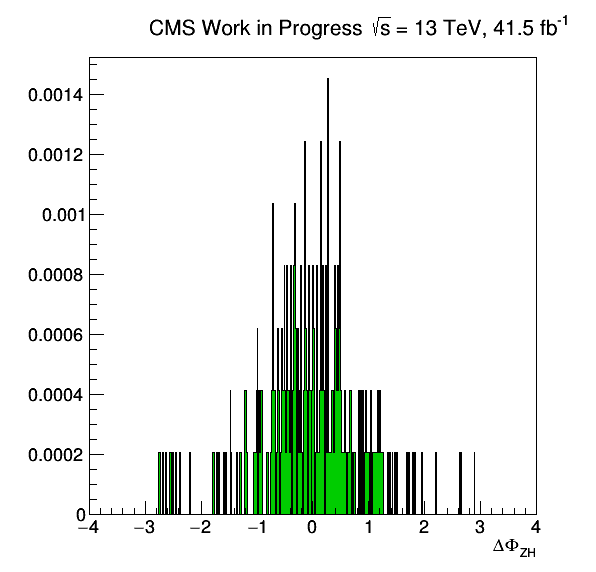 CMS Work in Progress √s = 13 TeV, 41.5 fb⁻¹
0.0014
0.0012
0.001
0.0008
0.0006
0.0004
0.0002
0
−4 −3 −2 −1 0 1 2 3 4
ΔΦ_ZH